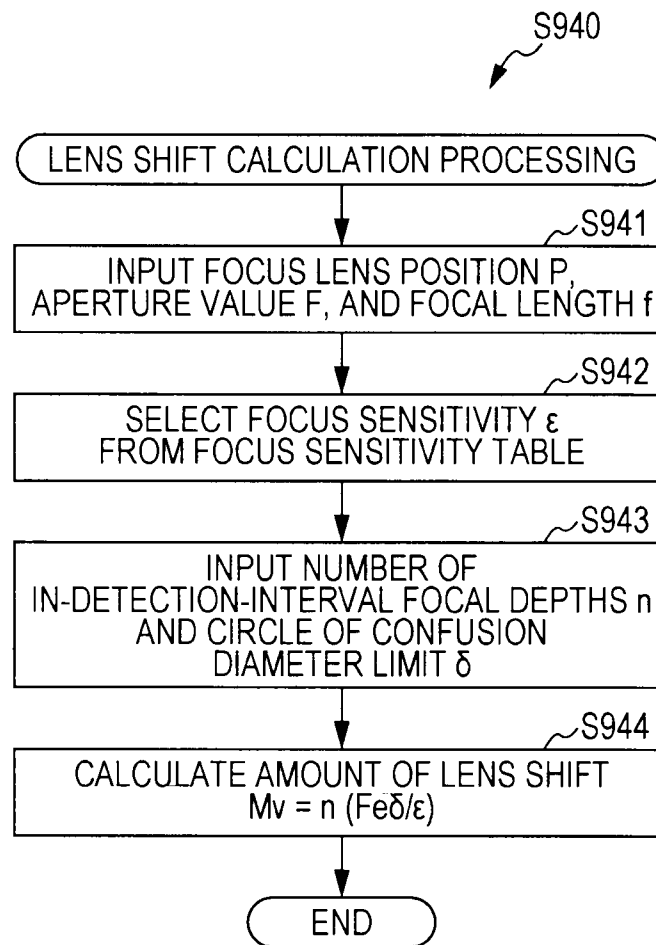 S940
LENS SHIFT CALCULATION PROCESSING
S941
INPUT FOCUS LENS POSITION P,
APERTURE VALUE F, AND FOCAL LENGTH f
S942
SELECT FOCUS SENSITIVITY ε
FROM FOCUS SENSITIVITY TABLE
S943
INPUT NUMBER OF
IN-DETECTION-INTERVAL FOCAL DEPTHS n
AND CIRCLE OF CONFUSION
DIAMETER LIMIT δ
S944
CALCULATE AMOUNT OF LENS SHIFT
Mv = n (Feδ/ε)
END